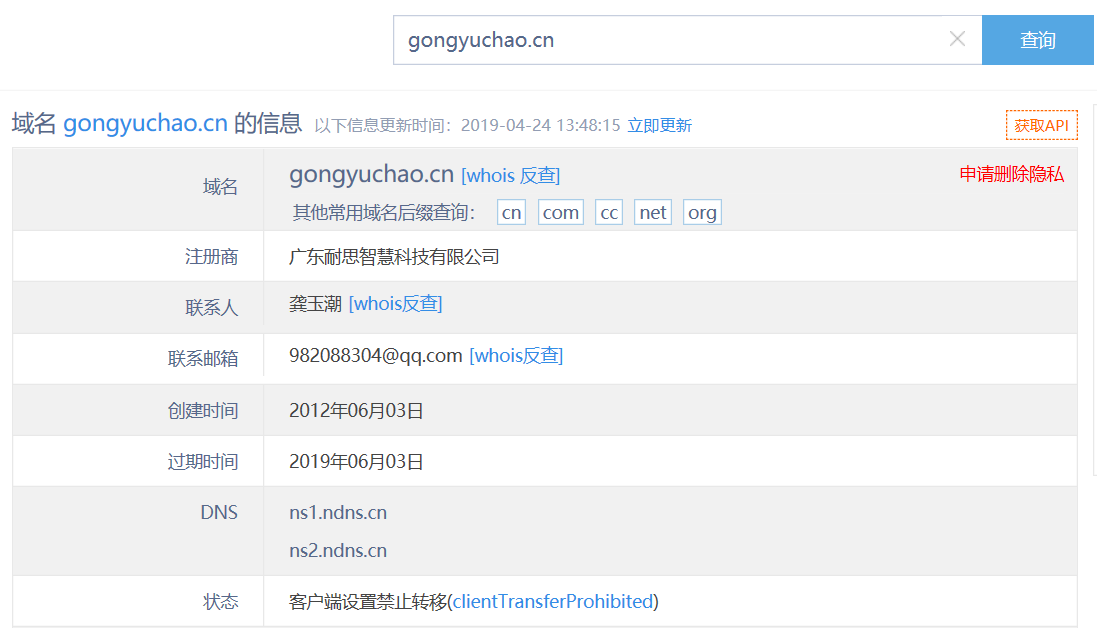 gongyuchao.cn 查询
域名 gongyuchao.cn 的信息 以下信息更新时间：2019-04-24 13:48:15 立即更新 获取API
域名 gongyuchao.cn [whois 反查] 申请删除隐私
其他常用域名后缀查询： cn com cc net org
注册商 广东耐思智慧科技有限公司
联系人 龚玉潮 [whois反查]
联系邮箱 982088304@qq.com [whois反查]
创建时间 2012年06月03日
过期时间 2019年06月03日
DNS ns1.ndns.cn
ns2.ndns.cn
状态 客户端设置禁止转移(clientTransferProhibited)